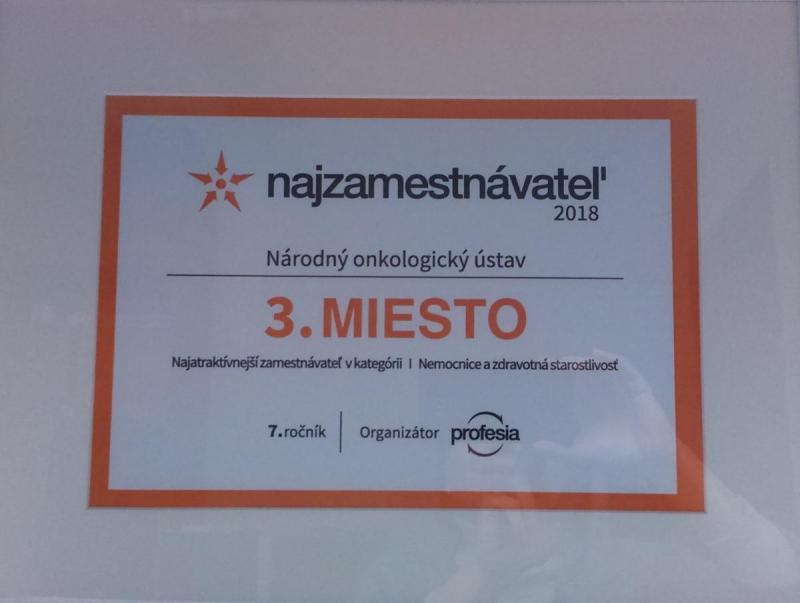 najzamestnávateľ
2018
Národný onkologický ústav
3. MIESTO
Najatraktívnejší zamestnávateľ v kategórii I Nemocnice a zdravotná starostlivosť
7. ročník | Organizátor profesia